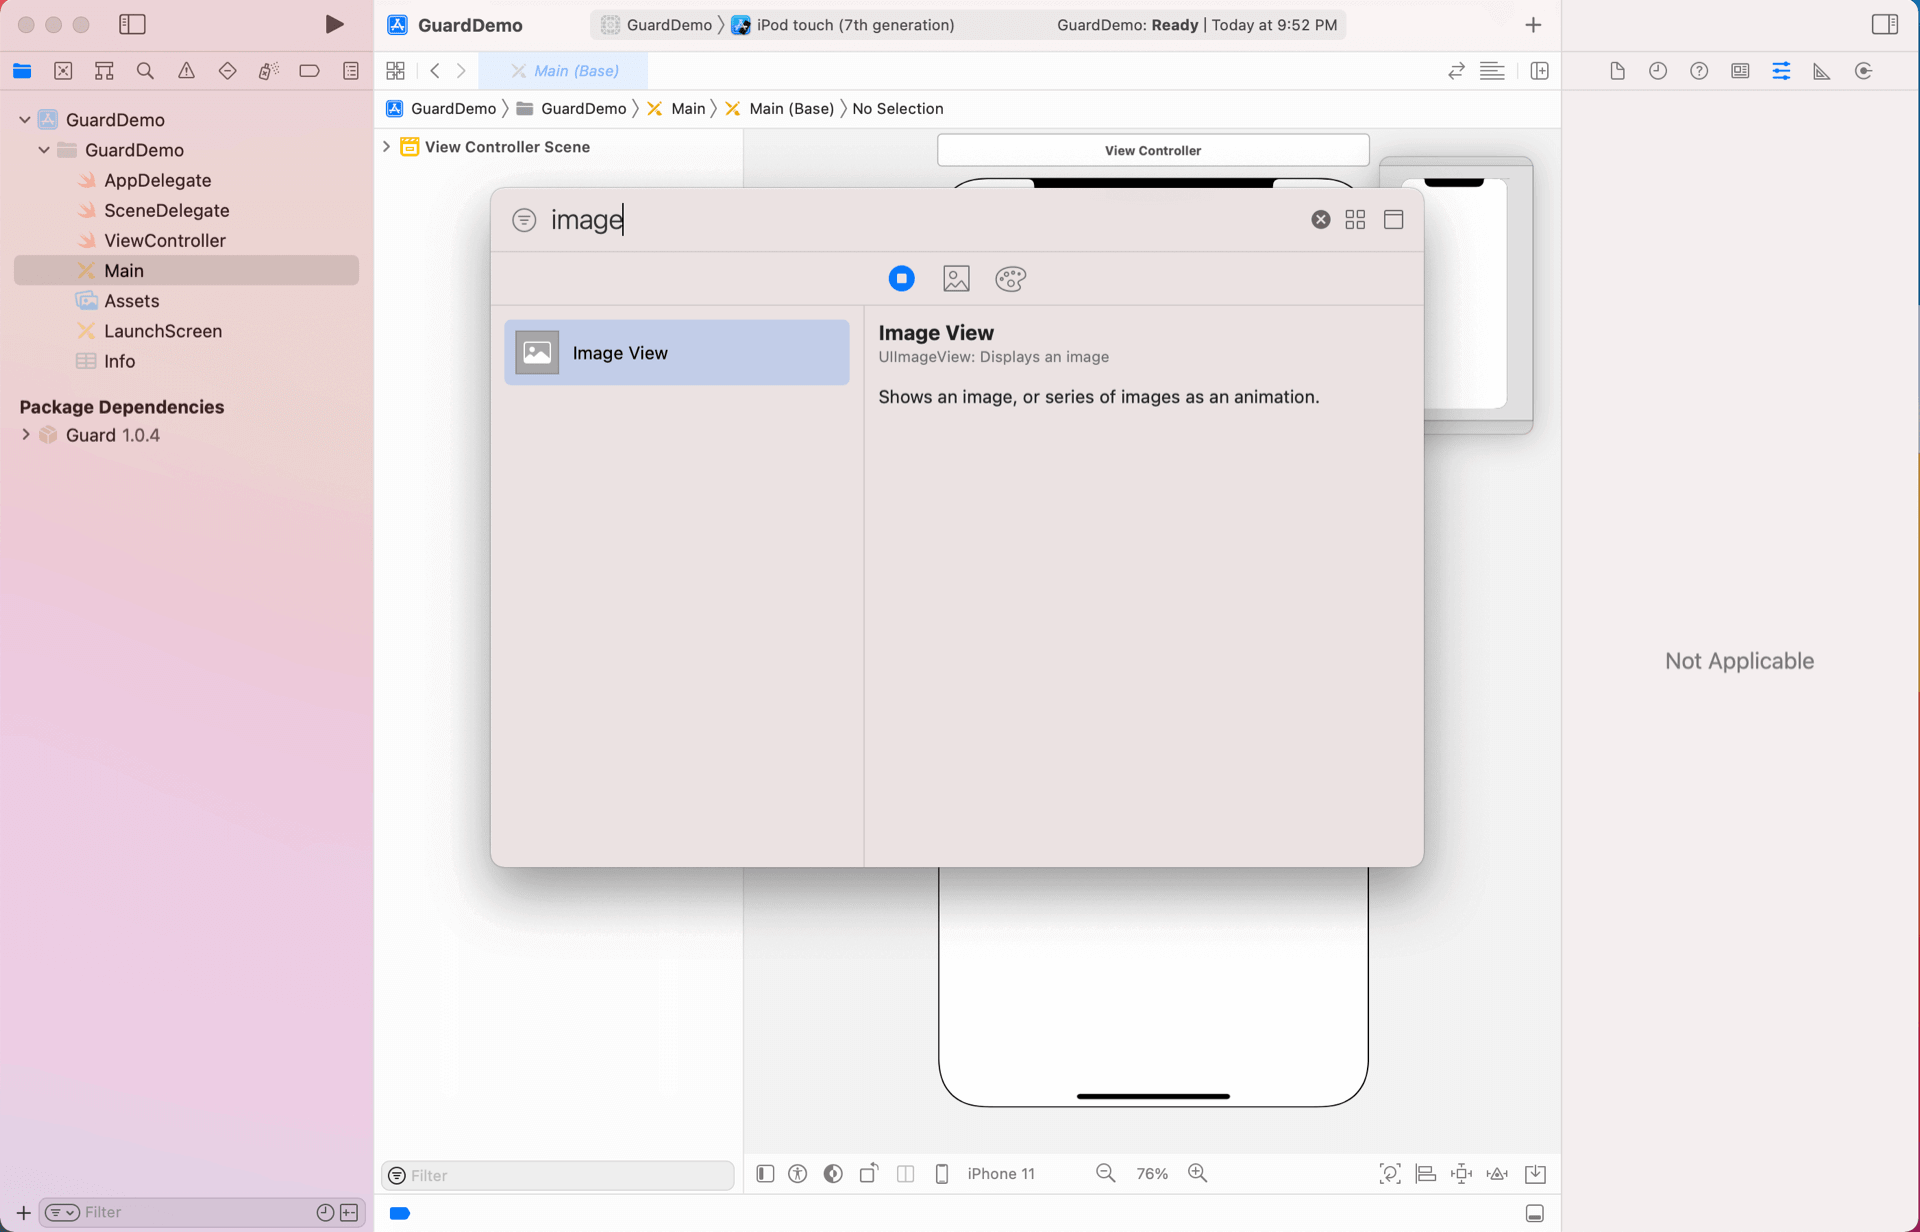 GuardDemo
GuardDemo iPod touch (7th generation) GuardDemo: Ready | Today at 9:52 PM
Main (Base)
GuardDemo GuardDemo Main Main (Base) No Selection
GuardDemo
GuardDemo
AppDelegate
SceneDelegate
ViewController
Main
Assets
LaunchScreen
Info
Package Dependencies
Guard 1.0.4
Filter
View Controller Scene
Filter
View Controller
image
Image View
Image View
UIImageView: Displays an image
Shows an image, or series of images as an animation.
iPhone 11
76%
Not Applicable